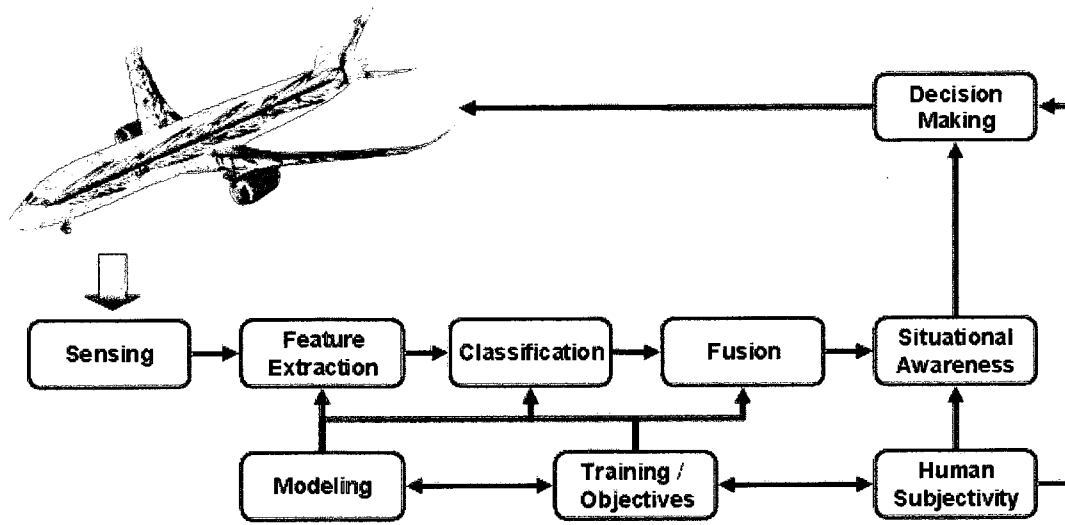 Decision
Making
Sensing
Feature
Extraction
Classification
Fusion
Situational
Awareness
Modeling
Training /
Objectives
Human
Subjectivity